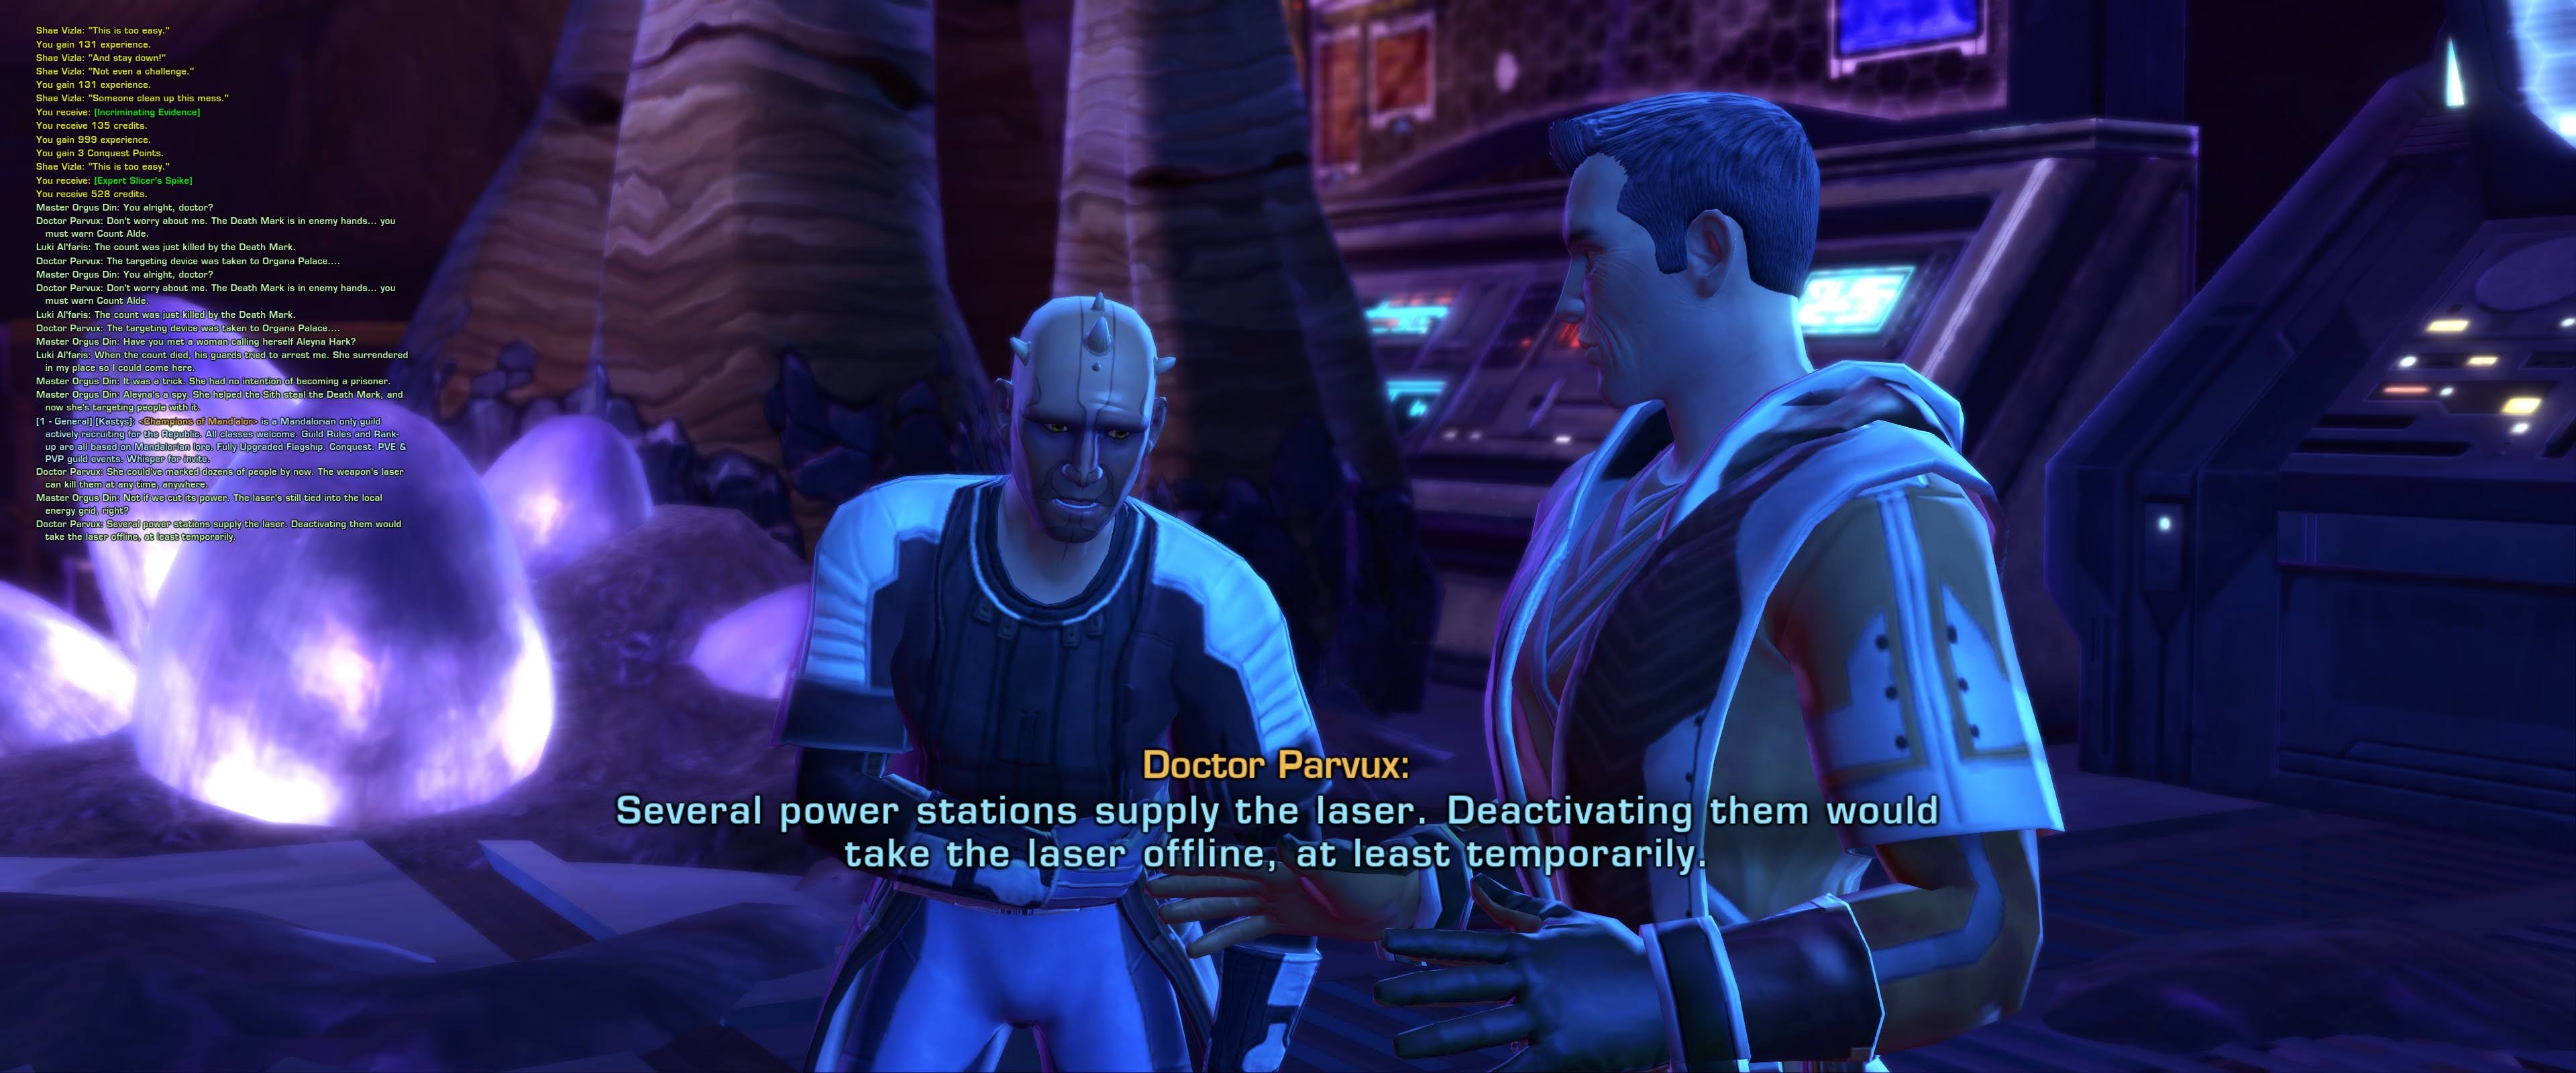 Shae Vizla: "This is too easy."
You gain 131 experience.
Shae Vizla: "And stay down!"
Shae Vizla: "Not even a challenge."
You gain 131 experience.
Shae Vizla: "Someone clean up this mess."
You receive: [Incriminating Evidence]
You receive 135 credits.
You gain 999 experience.
You gain 3 Conquest Points.
Shae Vizla: "This is too easy."
You receive: [Expert Slicer's Spike]
You receive 528 credits.
Master Orgus Din: You alright, doctor?
Doctor Parvux: Don't worry about me. The Death Mark is in enemy hands... you
must warn Count Alde.
Luki Al'faris: The count was just killed by the Death Mark.
Doctor Parvux: The targeting device was taken to Organa Palace....
Master Orgus Din: You alright, doctor?
Doctor Parvux: Don't worry about me. The Death Mark is in enemy hands... you
must warn Count Alde.
Luki Al'faris: The count was just killed by the Death Mark.
Doctor Parvux: The targeting device was taken to Organa Palace....
Master Orgus Din: Have you met a woman calling herself Aleyna Hark?
Luki Al'faris: When the count died, his guards tried to arrest me. She surrendered
in my place so I could come here.
Master Orgus Din: It was a trick. She had no intention of becoming a prisoner.
Master Orgus Din: Aleyna's a spy. She helped the Sith steal the Death Mark, and
now she's targeting people with it.
[1 - General] [Kastys]: <Champions of Mand'alor> is a Mandalorian only guild
actively recruiting for the Republic. All classes welcome. Guild Rules and Rank-
up are all based on Mandalorian lore. Fully Upgraded Flagship. Conquest. PVE &
PVP guild events. Whisper for invite.
Doctor Parvux: She could've marked dozens of people by now. The weapon's laser
can kill them at any time, anywhere.
Master Orgus Din: Not if we cut its power. The laser's still tied into the local
energy grid, right?
Doctor Parvux: Several power stations supply the laser. Deactivating them would
take the laser offline, at least temporarily.
Doctor Parvux:
Several power stations supply the laser. Deactivating them would
take the laser offline, at least temporarily.